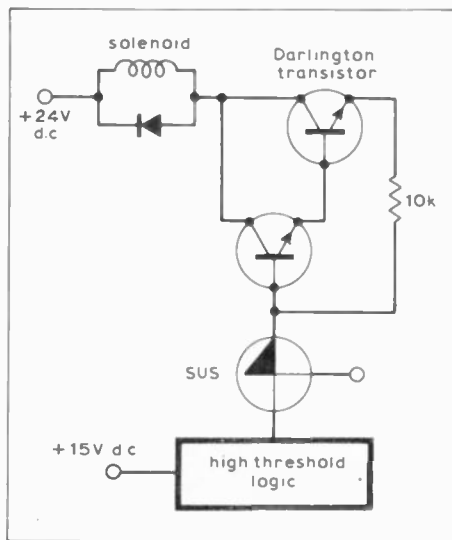 solenoid
Darlington
transistor
+24V
d.c
10k
SUS
+15V d c
high threshold
logic